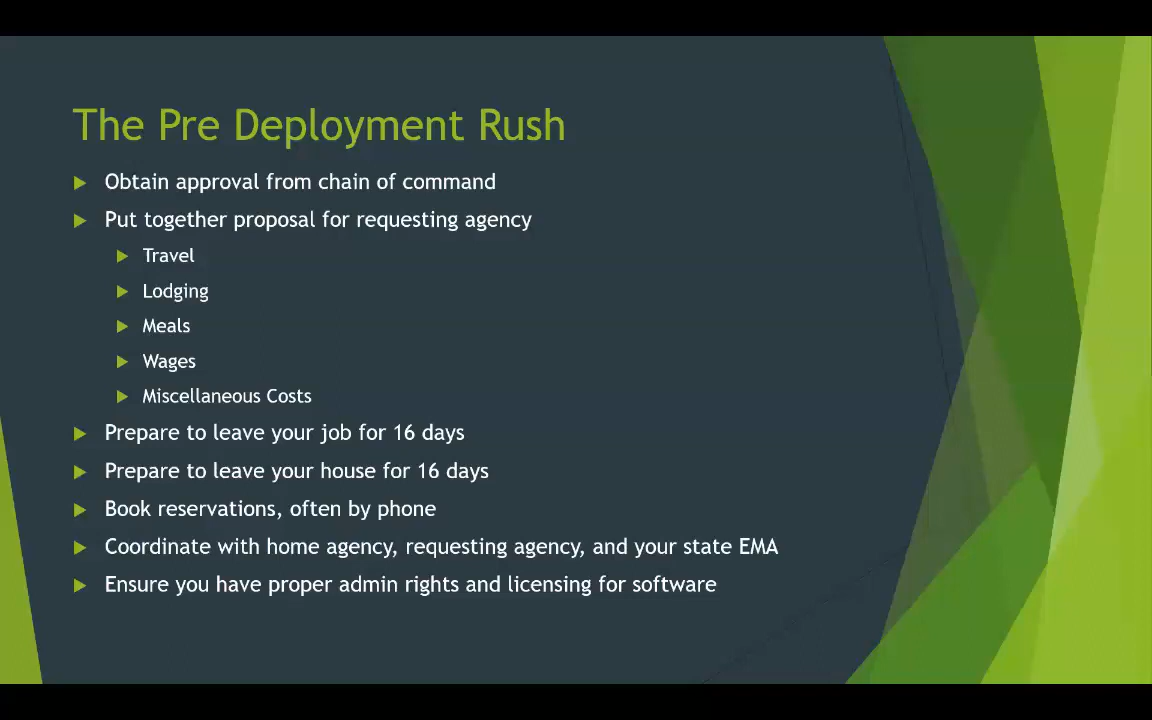 The Pre Deployment Rush
Obtain approval from chain of command
Put together proposal for requesting agency
Travel
Lodging
Meals
Wages
Miscellaneous Costs
Prepare to leave your job for 16 days
Prepare to leave your house for 16 days
Book reservations, often by phone
Coordinate with home agency, requesting agency, and your state EMA
Ensure you have proper admin rights and licensing for software